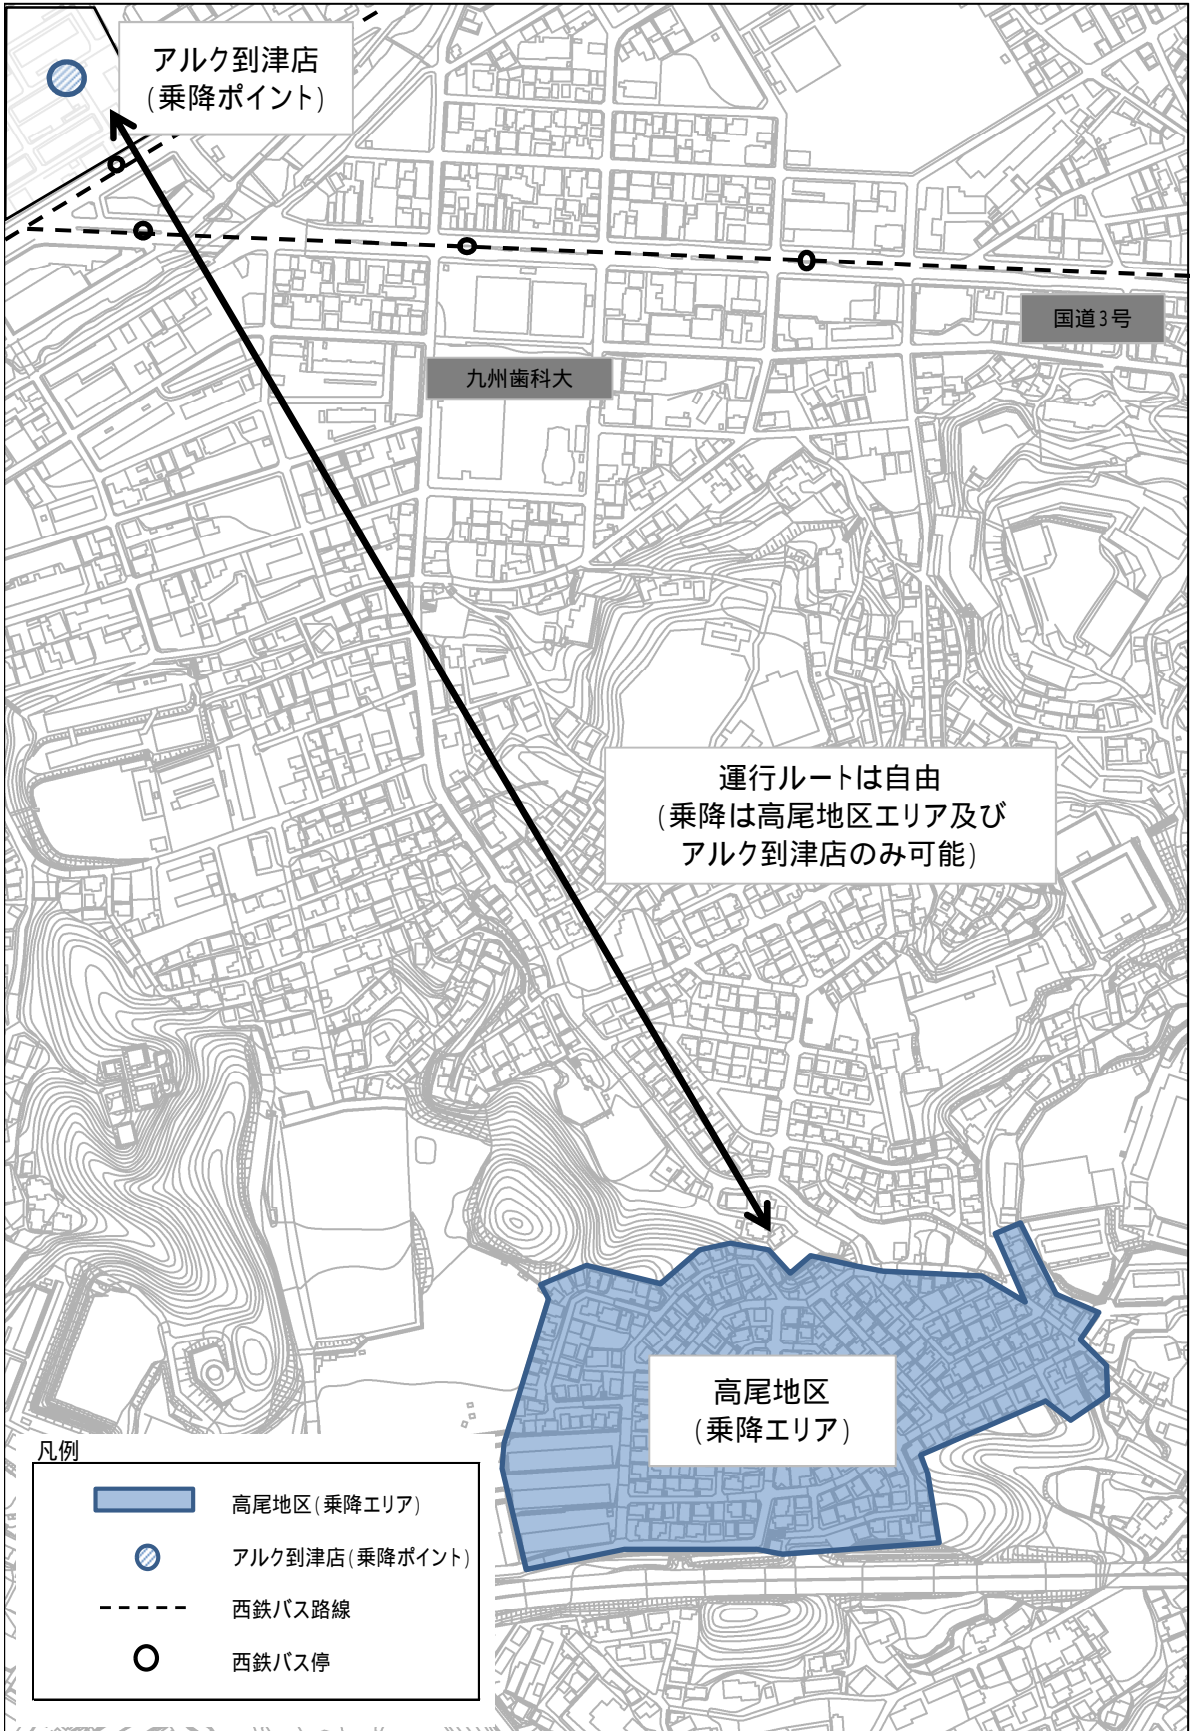 アルク到津店
(乗降ポイント)
国道3号
九州歯科大
運行ルートは自由
(乗降は高尾地区エリア及び
アルク到津店のみ可能)
高尾地区
(乗降エリア)
凡例
高尾地区(乗降エリア)
アルク到津店(乗降ポイント)
西鉄バス路線
西鉄バス停